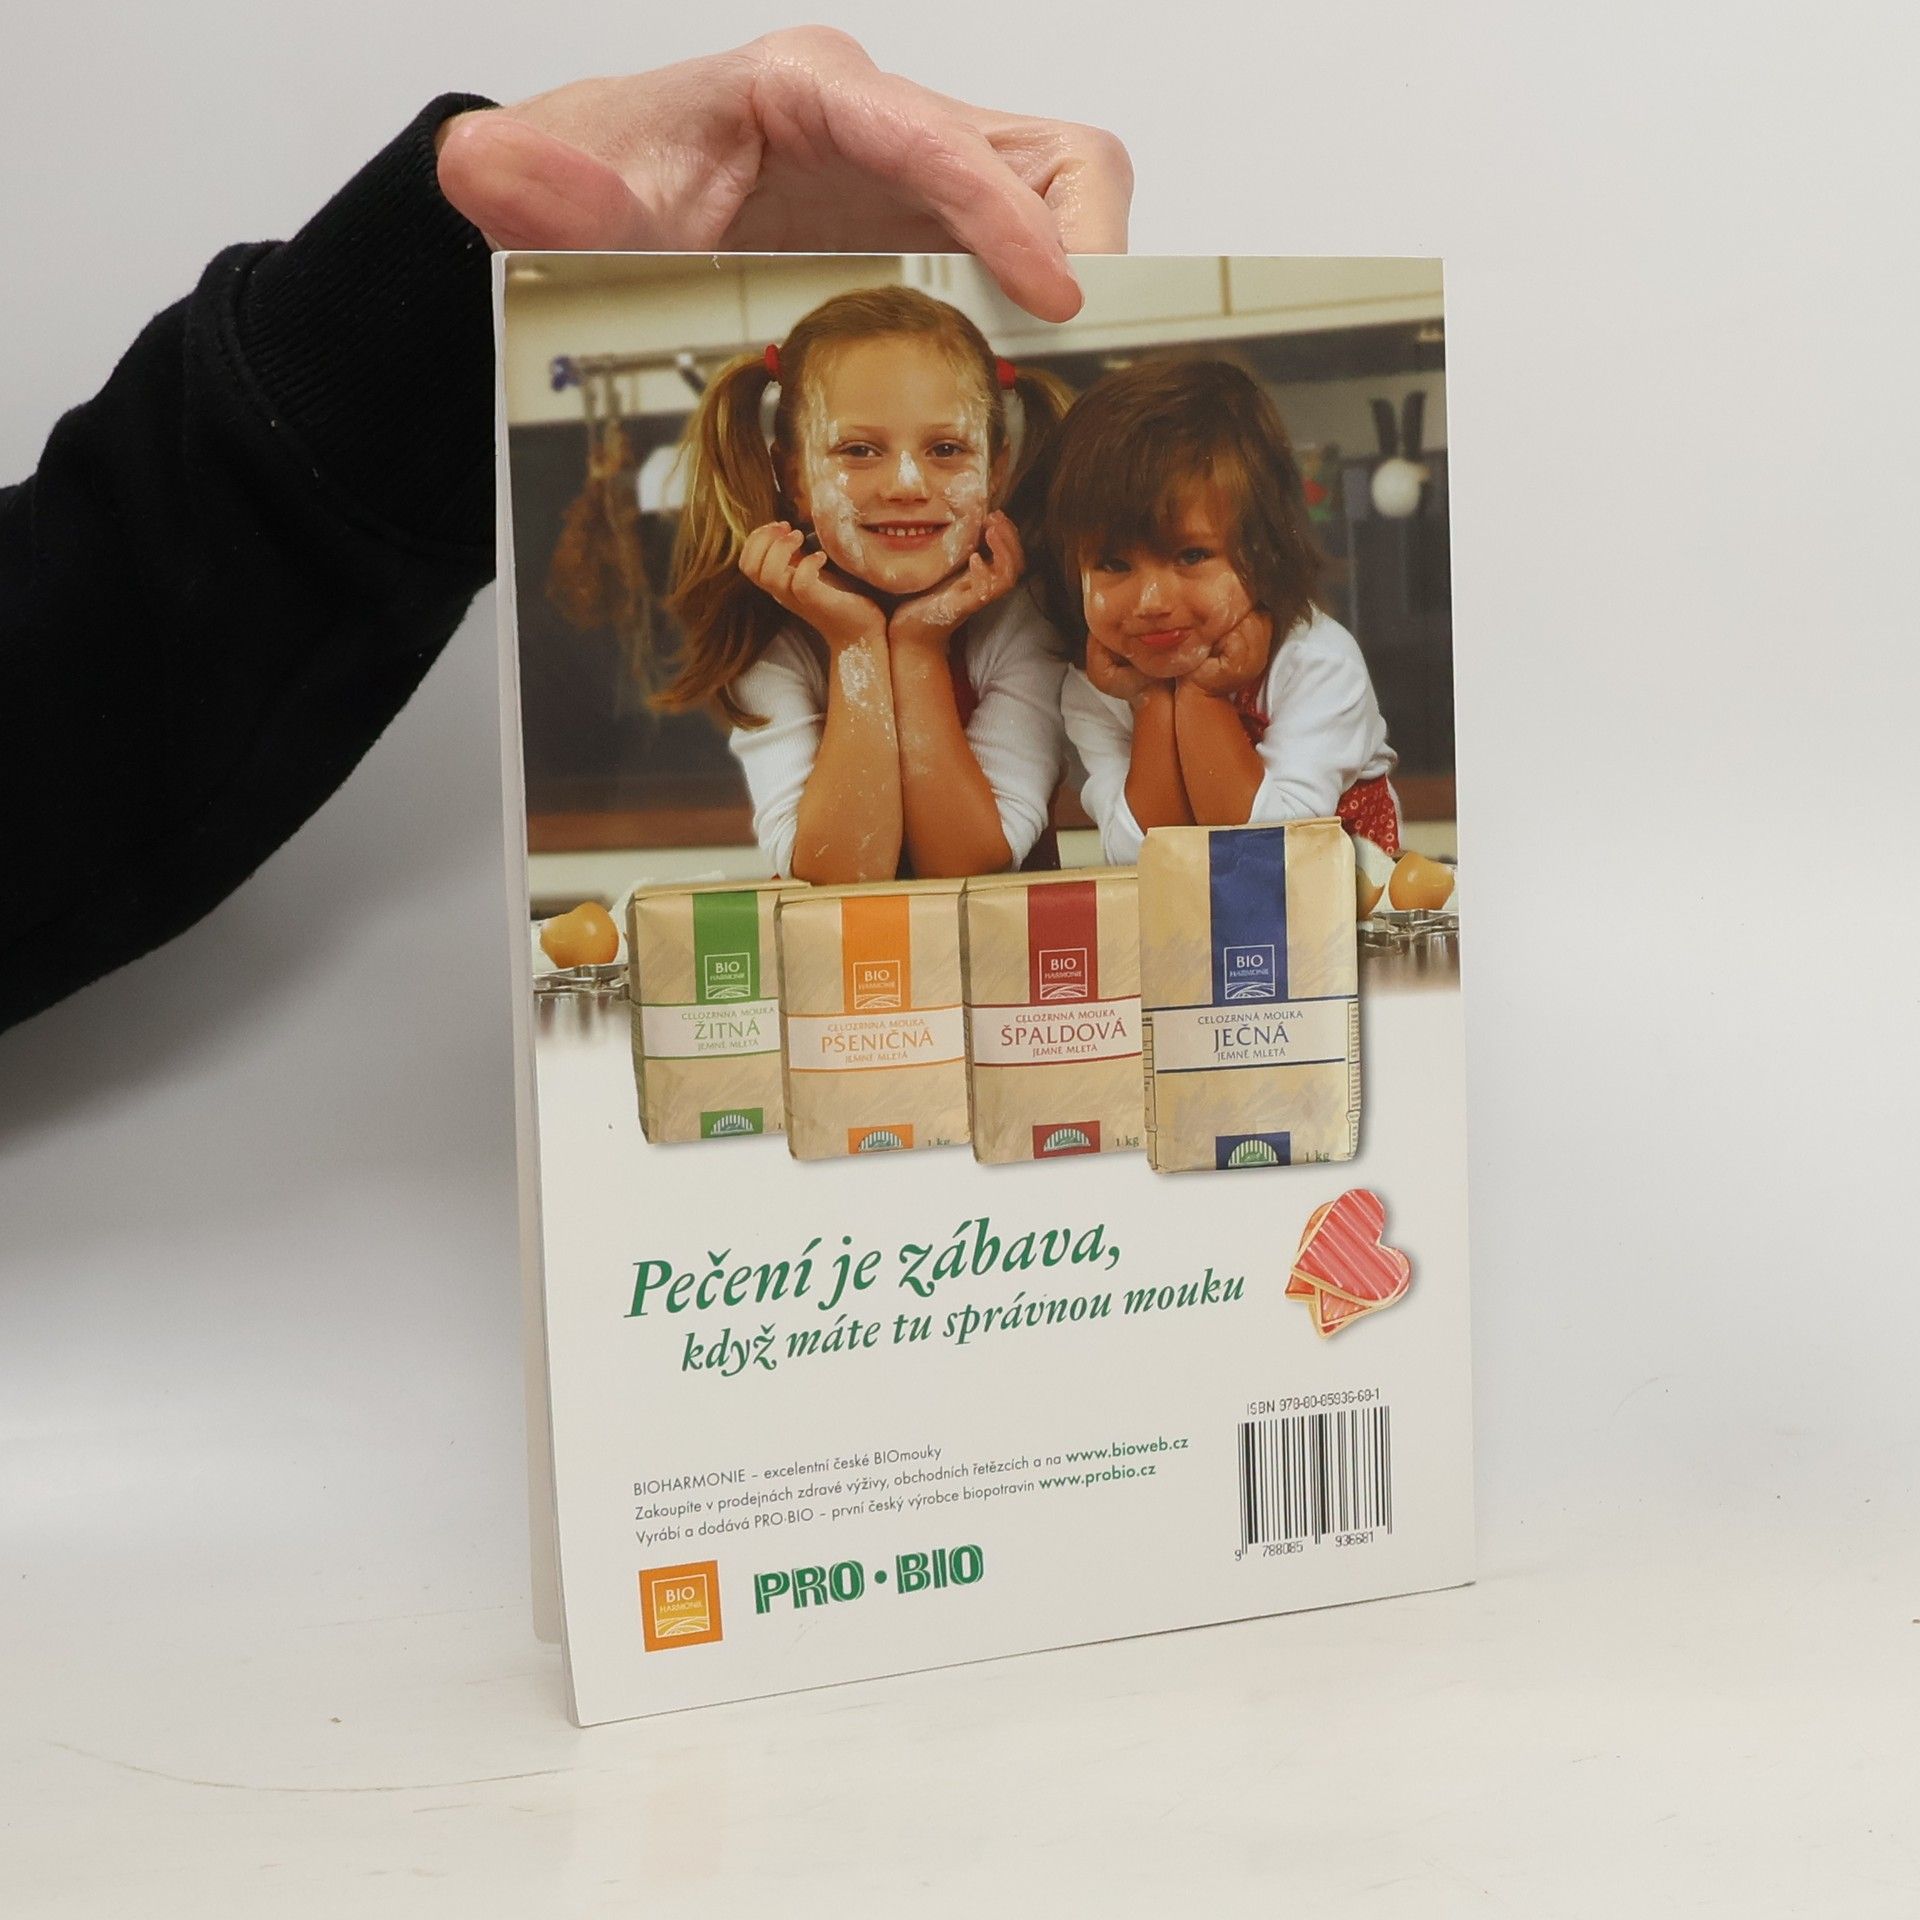 BIO
HARMONIE
CELOZRNNÁ MOUKA
ŽITNÁ
JEMNĚ MLETÁ
1
BIO
HARMONIE
CELOZRNNÁ MOUKA
PŠENIČNÁ
JEMNĚ MLETÁ
1 kg
BIO
HARMONIE
CELOZRNNÁ MOUKA
ŠPALDOVÁ
JEMNĚ MLETÁ
1 kg
BIO
HARMONIE
CELOZRNNÁ MOUKA
JEČNÁ
JEMNĚ MLETÁ
1 kg
Pečení je zábava,
když máte tu správnou mouku
ISBN 978-80-85936-68-1
9 788085 936681
BIOHARMONIE – excelentní české BIOmouky
Zakoupíte v prodejnách zdravé výživy, obchodních řetězcích a na www.bioweb.cz
Vyrábí a dodává PRO·BIO – první český výrobce biopotravin www.probio.cz
BIO
HARMONIE
PRO·BIO